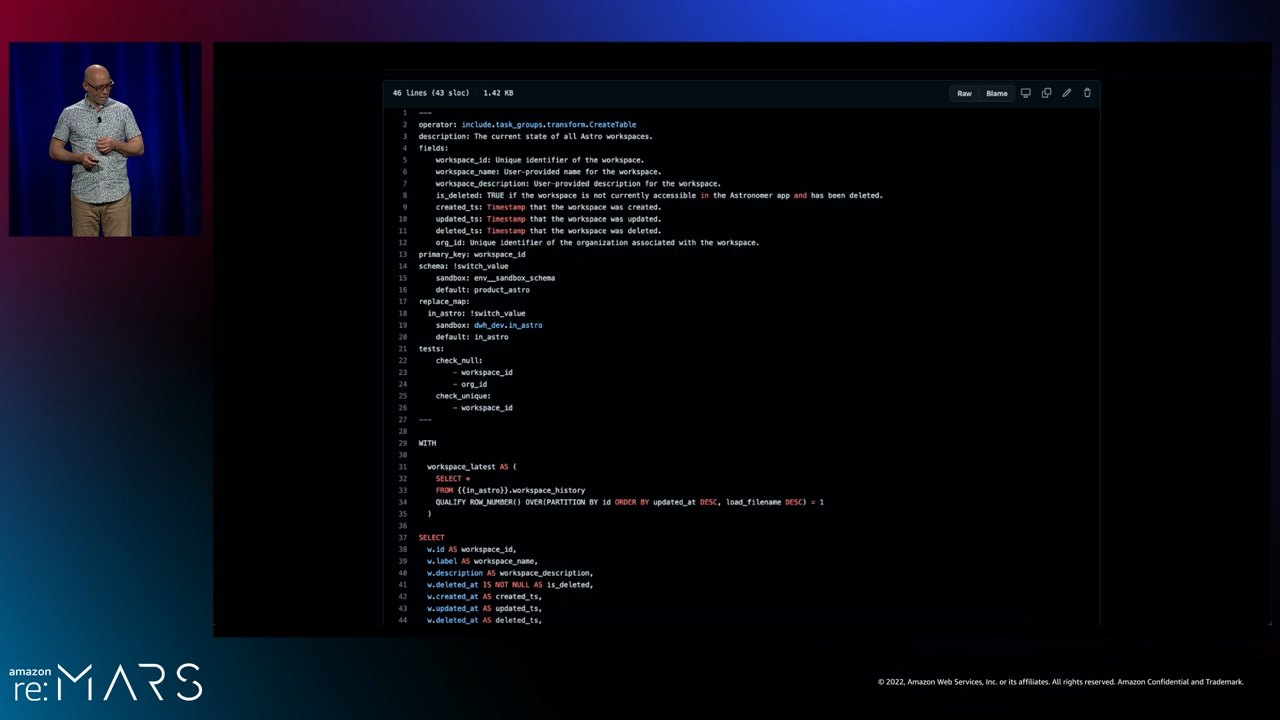 46 lines (43 sloc) 1.42 KB
Raw Blame
1 ---
2 operator: include.task_groups.transform.CreateTable
3 description: The current state of all Astro workspaces.
4 fields:
5 workspace_id: Unique identifier of the workspace.
6 workspace_name: User-provided name for the workspace.
7 workspace_description: User-provided description for the workspace.
8 is_deleted: TRUE if the workspace is not currently accessible in the Astronomer app and has been deleted.
9 created_ts: Timestamp that the workspace was created.
10 updated_ts: Timestamp that the workspace was updated.
11 deleted_ts: Timestamp that the workspace was deleted.
12 org_id: Unique identifier of the organization associated with the workspace.
13 primary_key: workspace_id
14 schema: !switch_value
15 sandbox: env__sandbox_schema
16 default: product_astro
17 replace_map:
18 in_astro: !switch_value
19 sandbox: dwh_dev.in_astro
20 default: in_astro
21 tests:
22 check_null:
23 - workspace_id
24 - org_id
25 check_unique:
26 - workspace_id
27 ---
28
29 WITH
30
31 workspace_latest AS (
32 SELECT *
33 FROM {{in_astro}}.workspace_history
34 QUALIFY ROW_NUMBER() OVER(PARTITION BY id ORDER BY updated_at DESC, load_filename DESC) = 1
35 )
36
37 SELECT
38 w.id AS workspace_id,
39 w.label AS workspace_name,
40 w.description AS workspace_description,
41 w.deleted_at IS NOT NULL AS is_deleted,
42 w.created_at AS created_ts,
43 w.updated_at AS updated_ts,
44 w.deleted_at AS deleted_ts,
amazon
re:MARS
© 2022, Amazon Web Services, Inc. or its affiliates. All rights reserved. Amazon Confidential and Trademark.